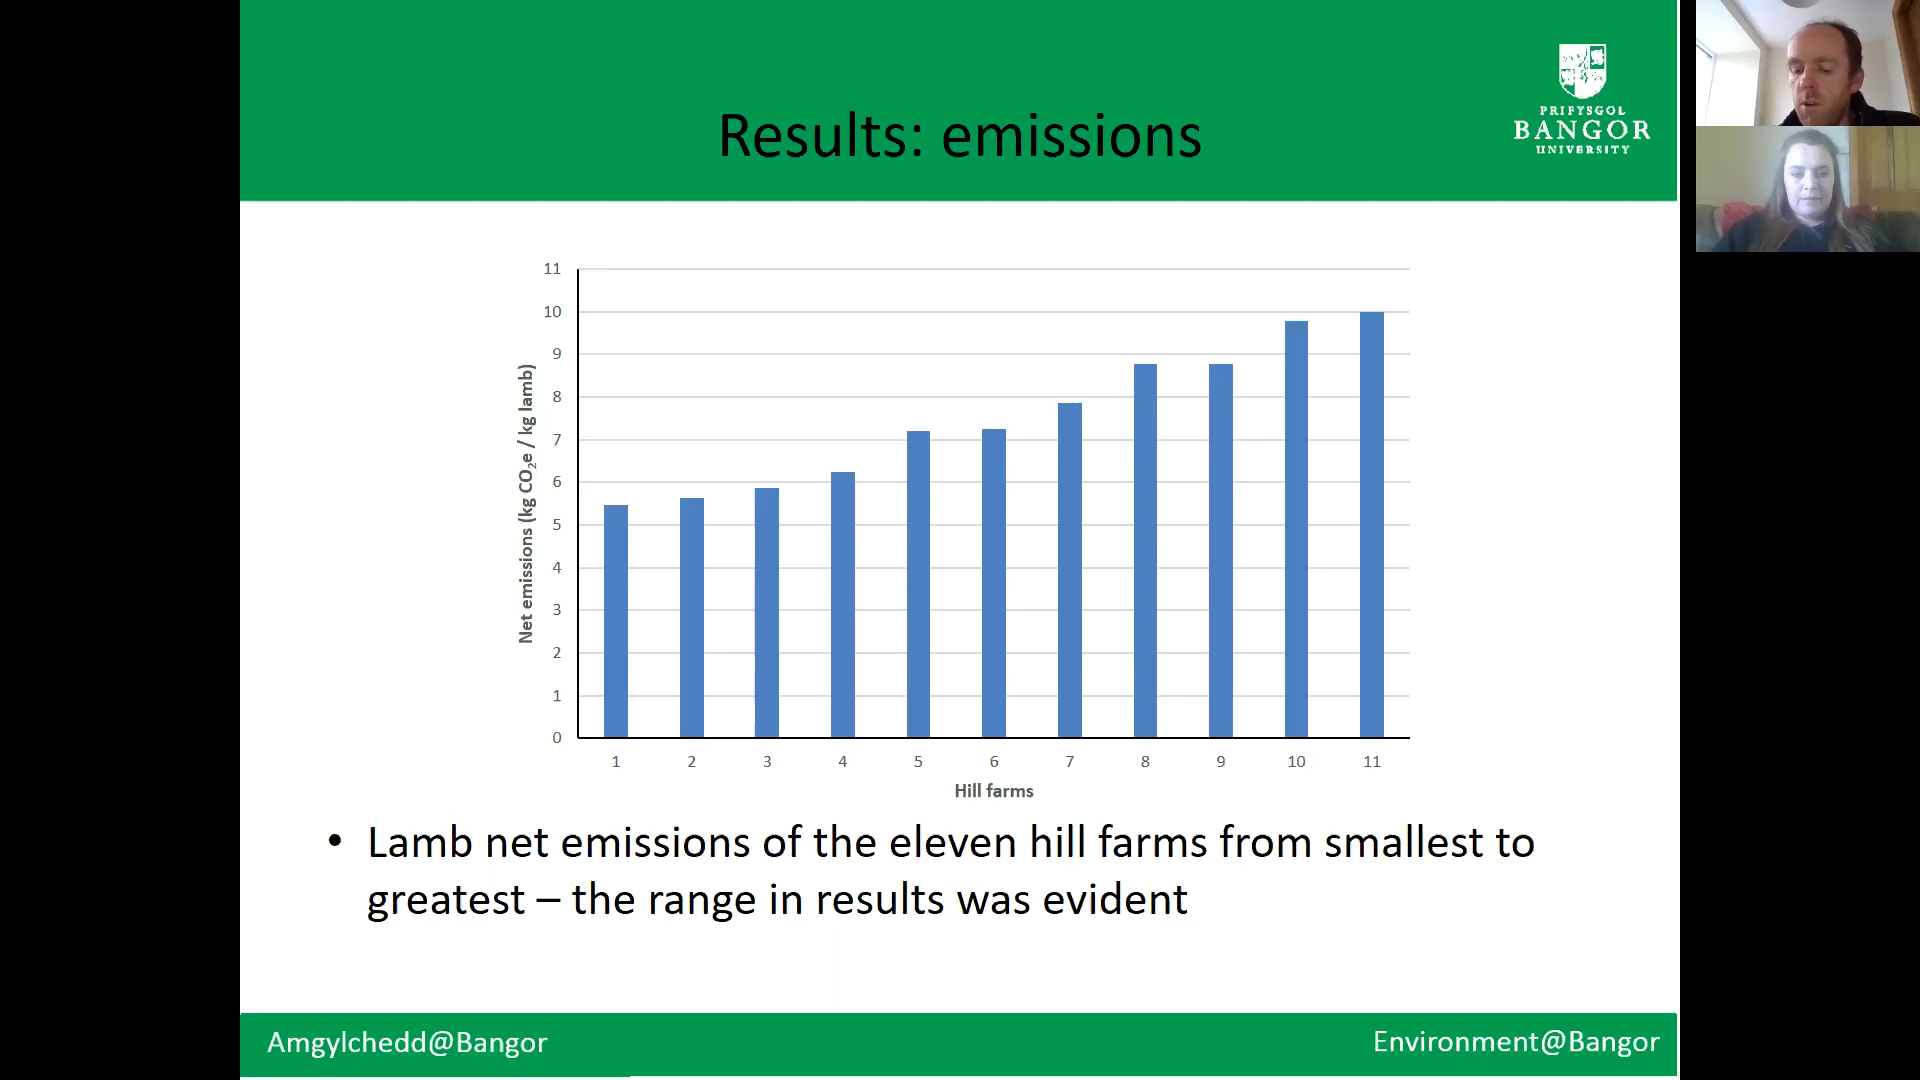 Results: emissions
PRIFYSGOL
BANGOR
UNIVERSITY
11
10
9
8
7
6
5
4
3
2
1
0
Net emissions (kg CO₂e / kg lamb)
1 2 3 4 5 6 7 8 9 10 11
Hill farms
• Lamb net emissions of the eleven hill farms from smallest to
greatest – the range in results was evident
Amgylchedd@Bangor
Environment@Bangor